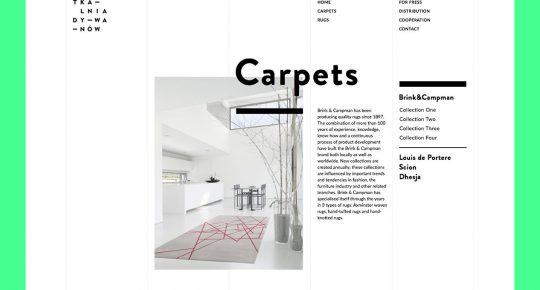 TKA—
LNIA
DY—WA
—NÓW
HOME
CARPETS
RUGS
FOR PRESS
DISTRIBUTION
COOPERATION
CONTACT
Carpets
Brink & Campman has been
producing quality rugs since 1897.
The combination of more than 100
years of experience, knowledge,
know how and a continuous
process of product development
have built the Brink & Campman
brand both locally as well as
worldwide. New collections are
created annually; these collections
are influenced by important trends
and tendencies in fashion, the
furniture industry and other related
branches. Brink & Campman has
specialised itself through the years
in 3 types of rugs: Axminster woven
rugs, hand-tufted rugs and hand-
knotted rugs.
Brink&Campman
Collection One
Collection Two
Collection Three
Collection Four
Louis de Portere
Scion
Dhesja